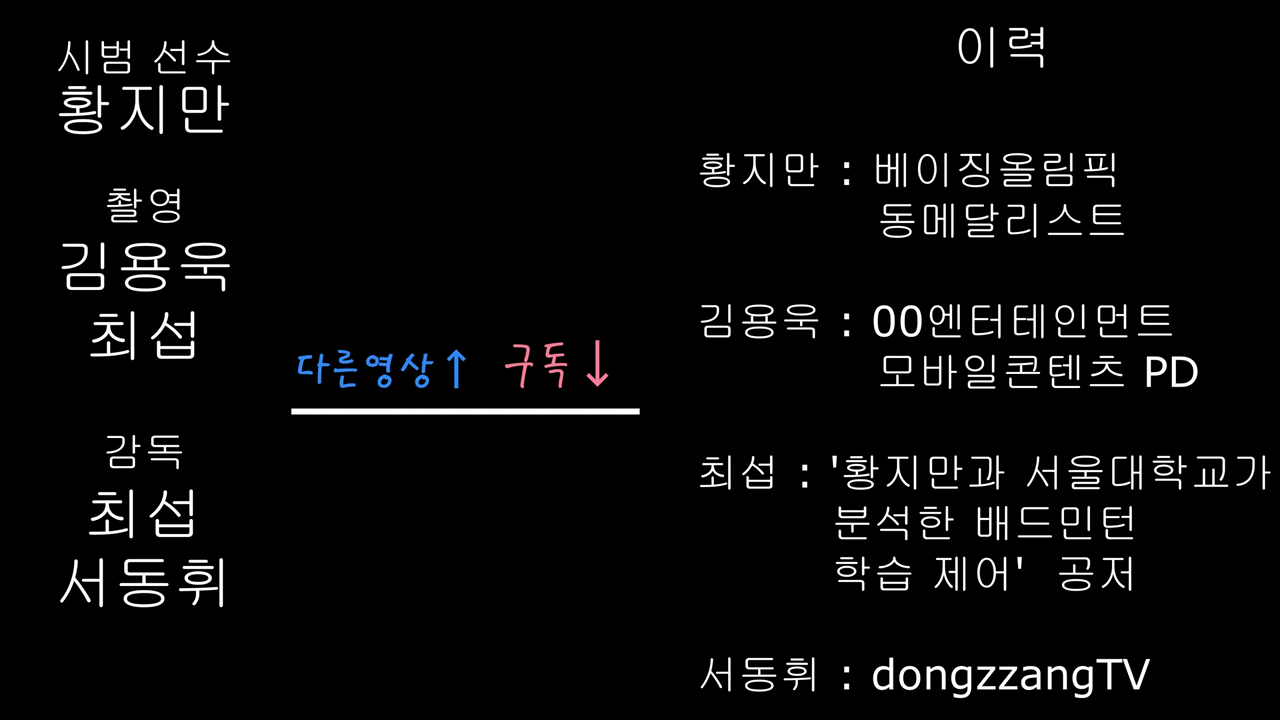 시범 선수
황지만
촬영
김용욱
최섭
감독
최섭
서동휘
다른영상↑ 구독↓
이력
황지만 : 베이징올림픽
동메달리스트
김용욱 : 00엔터테인먼트
모바일콘텐츠 PD
최섭 : '황지만과 서울대학교가
분석한 배드민턴
학습 제어' 공저
서동휘 : dongzzangTV